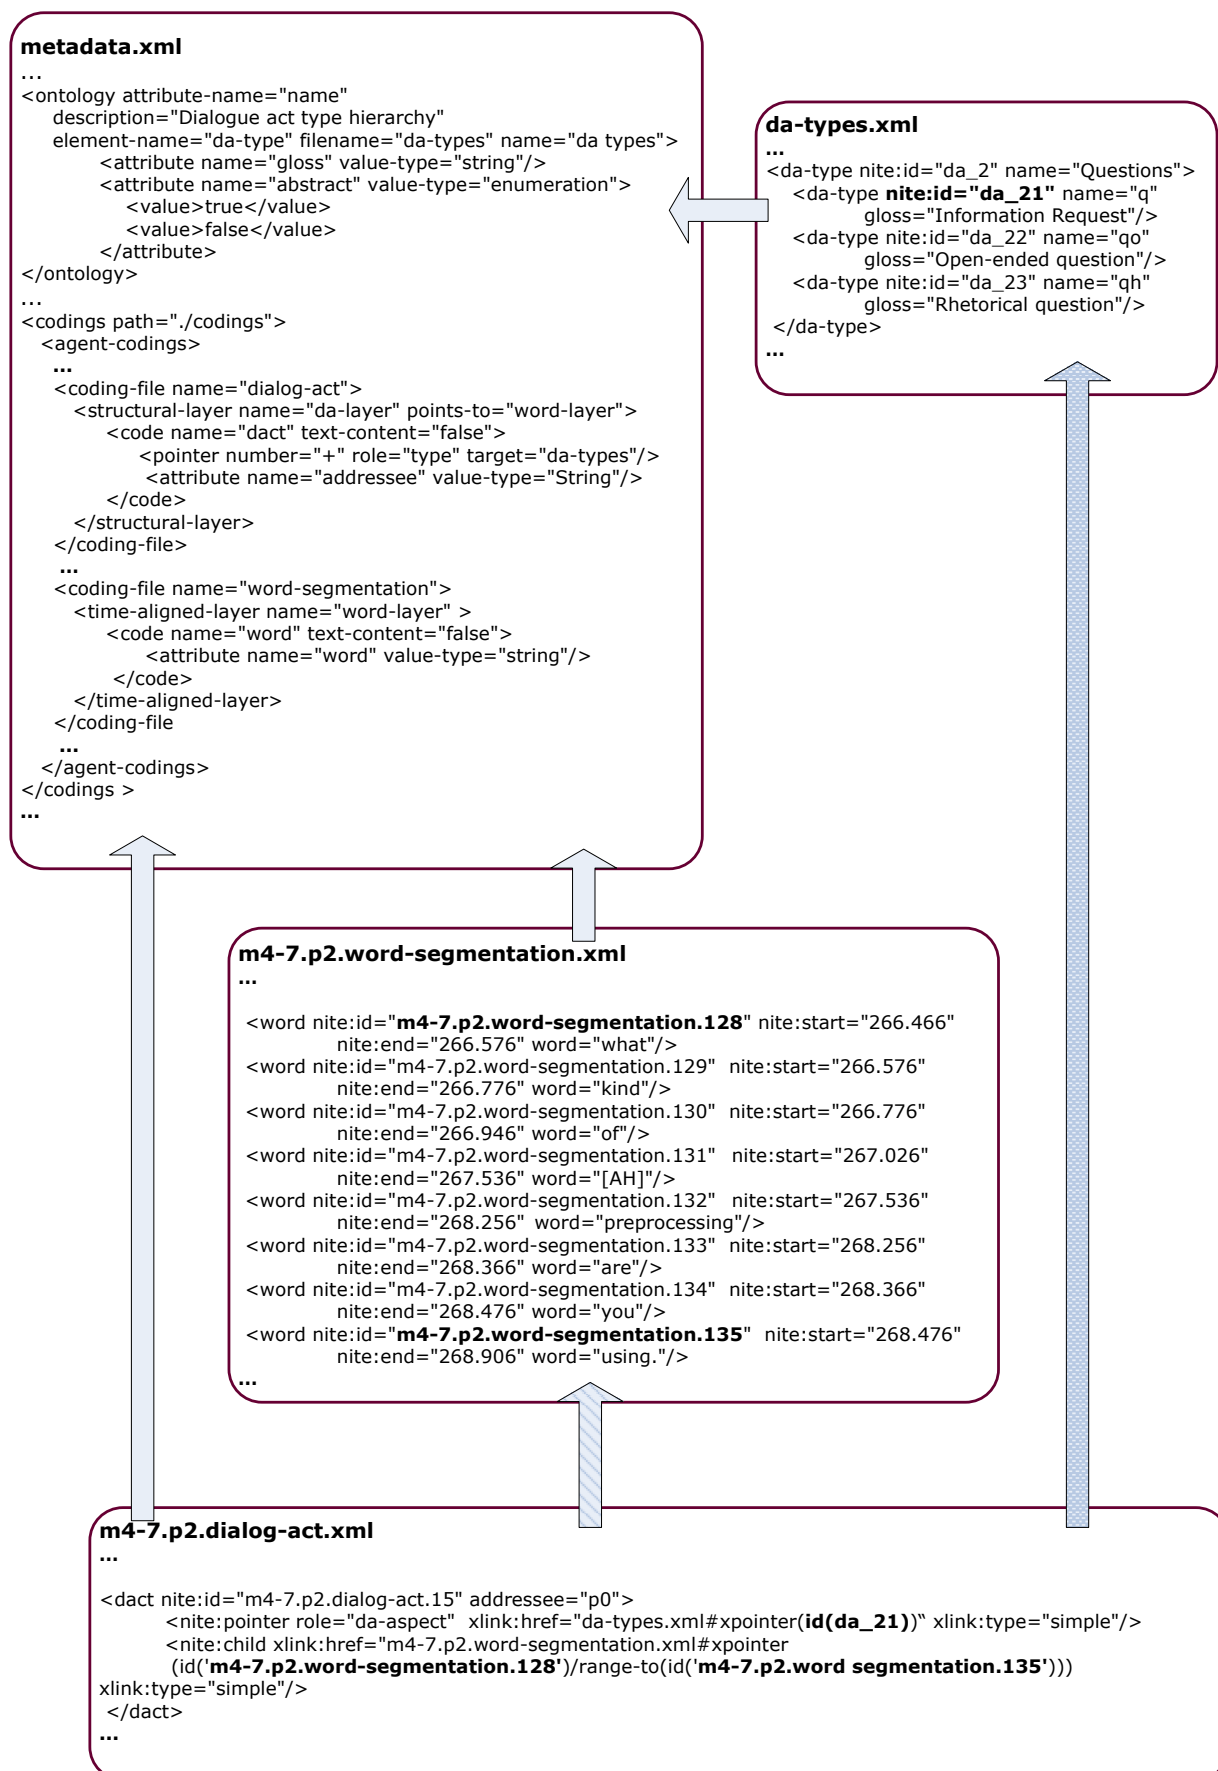 metadata.xml
...
<ontology attribute-name="name"
description="Dialogue act type hierarchy"
element-name="da-type" filename="da-types" name="da types">
<attribute name="gloss" value-type="string"/>
<attribute name="abstract" value-type="enumeration">
<value>true</value>
<value>false</value>
</attribute>
</ontology>
...
<codings path="./codings">
<agent-codings>
...
<coding-file name="dialog-act">
<structural-layer name="da-layer" points-to="word-layer">
<code name="dact" text-content="false">
<pointer number="+" role="type" target="da-types"/>
<attribute name="addressee" value-type="String"/>
</code>
</structural-layer>
</coding-file>
...
<coding-file name="word-segmentation">
<time-aligned-layer name="word-layer" >
<code name="word" text-content="false">
<attribute name="word" value-type="string"/>
</code>
</time-aligned-layer>
</coding-file
...
</agent-codings>
</codings >
...
da-types.xml
...
<da-type nite:id="da_2" name="Questions">
<da-type nite:id="da_21" name="q"
gloss="Information Request"/>
<da-type nite:id="da_22" name="qo"
gloss="Open-ended question"/>
<da-type nite:id="da_23" name="qh"
gloss="Rhetorical question"/>
</da-type>
...
m4-7.p2.word-segmentation.xml
...
<word nite:id="m4-7.p2.word-segmentation.128" nite:start="266.466"
nite:end="266.576" word="what"/>
<word nite:id="m4-7.p2.word-segmentation.129" nite:start="266.576"
nite:end="266.776" word="kind"/>
<word nite:id="m4-7.p2.word-segmentation.130" nite:start="266.776"
nite:end="266.946" word="of"/>
<word nite:id="m4-7.p2.word-segmentation.131" nite:start="267.026"
nite:end="267.536" word="[AH]"/>
<word nite:id="m4-7.p2.word-segmentation.132" nite:start="267.536"
nite:end="268.256" word="preprocessing"/>
<word nite:id="m4-7.p2.word-segmentation.133" nite:start="268.256"
nite:end="268.366" word="are"/>
<word nite:id="m4-7.p2.word-segmentation.134" nite:start="268.366"
nite:end="268.476" word="you"/>
<word nite:id="m4-7.p2.word-segmentation.135" nite:start="268.476"
nite:end="268.906" word="using."/>
...
m4-7.p2.dialog-act.xml
...
<dact nite:id="m4-7.p2.dialog-act.15" addressee="p0">
<nite:pointer role="da-aspect" xlink:href="da-types.xml#xpointer(id(da_21))“ xlink:type="simple"/>
<nite:child xlink:href="m4-7.p2.word-segmentation.xml#xpointer
(id('m4-7.p2.word-segmentation.128')/range-to(id('m4-7.p2.word segmentation.135')))
xlink:type="simple"/>
</dact>
...